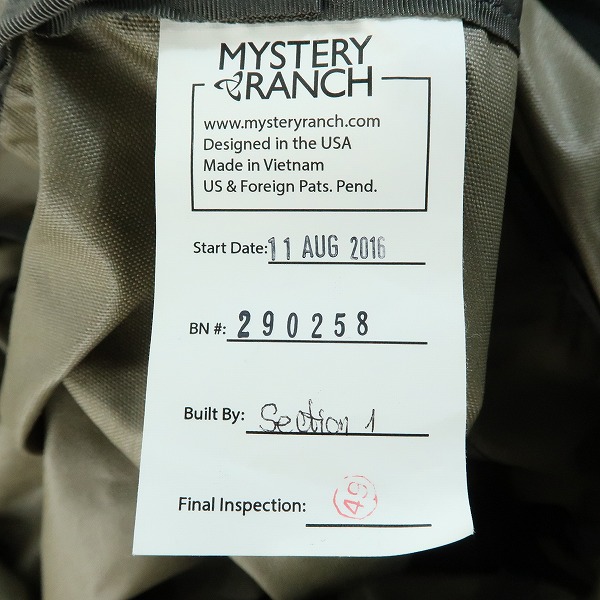 MYSTERY
RANCH
www.mysteryranch.com
Designed in the USA
Made in Vietnam
US & Foreign Pats. Pend.
Start Date: 11 AUG 2016
BN #: 290258
Built By: Section 1
Final Inspection: 49